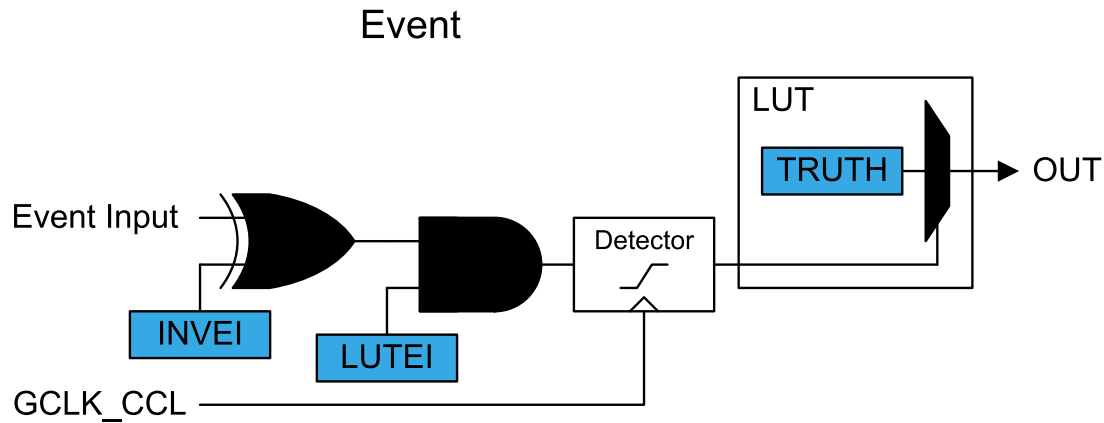 Event
LUT
TRUTH
OUT
Event Input
Detector
INVEI
LUTEI
GCLK_CCL